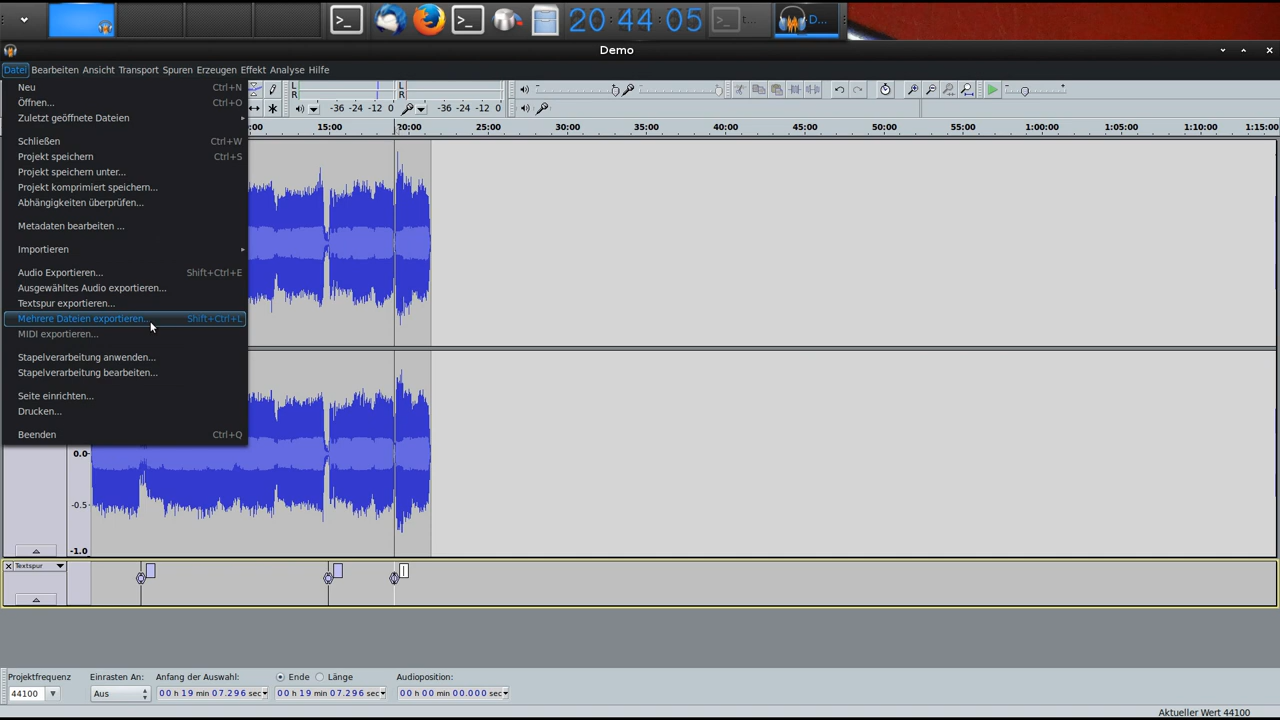 20 44 05
t...
D...
Demo
Datei Bearbeiten Ansicht Transport Spuren Erzeugen Effekt Analyse Hilfe
Neu Ctrl+N
Öffnen... Ctrl+O
Zuletzt geöffnete Dateien
Schließen Ctrl+W
Projekt speichern Ctrl+S
Projekt speichern unter...
Projekt komprimiert speichern...
Abhängigkeiten überprüfen...
Metadaten bearbeiten ...
Importieren
Audio Exportieren... Shift+Ctrl+E
Ausgewähltes Audio exportieren...
Textspur exportieren...
Mehrere Dateien exportieren... Shift+Ctrl+L
MIDI exportieren...
Stapelverarbeitung anwenden...
Stapelverarbeitung bearbeiten...
Seite einrichten...
Drucken...
Beenden Ctrl+Q
L L
R R
-36 -24 -12 0 -36 -24 -12 0
:00 15:00 20:00 25:00 30:00 35:00 40:00 45:00 50:00 55:00 1:00:00 1:05:00 1:10:00 1:15:00
0.0
-0.5
-1.0
Textspur
Projektfrequenz Einrasten An: Anfang der Auswahl: Ende Länge Audioposition:
44100 Aus 00 h 19 min 07.296 sec 00 h 19 min 07.296 sec 00 h 00 min 00.000 sec
Aktueller Wert 44100